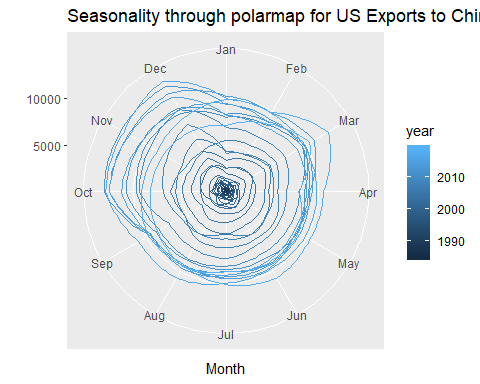 Seasonality through polarmap for US Exports to Chin
Jan
Dec
Feb
10000
Nov
Mar
year
5000
2010
Oct
Apr
2000
1990
Sep
May
Aug
Jun
Jul
Month